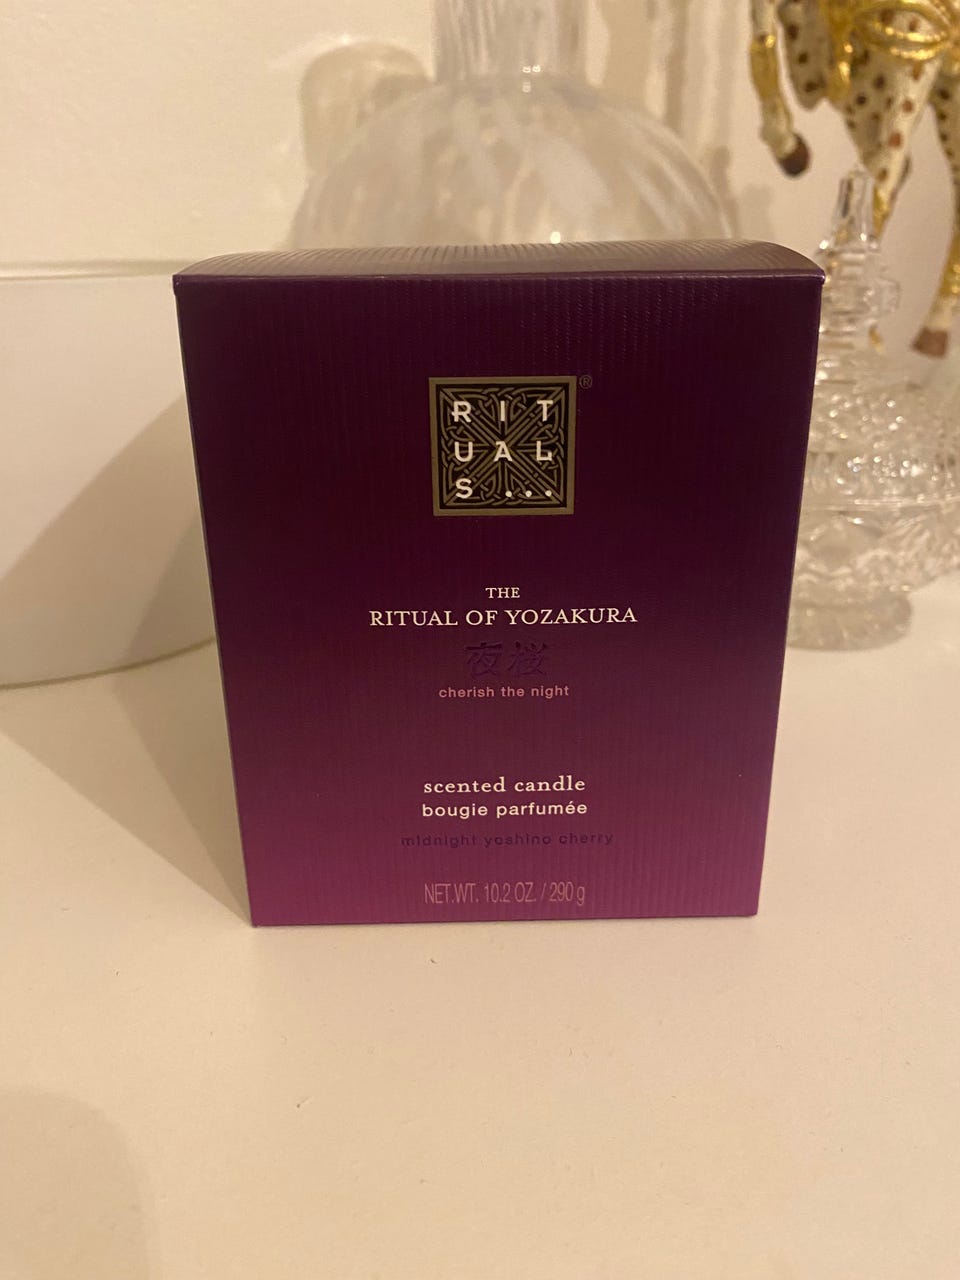 RIT
UAL
S...
®
THE
RITUAL OF YOZAKURA
夜桜
cherish the night
scented candle
bougie parfumée
midnight yoshino cherry
NET.WT. 10.2 OZ. / 290 g